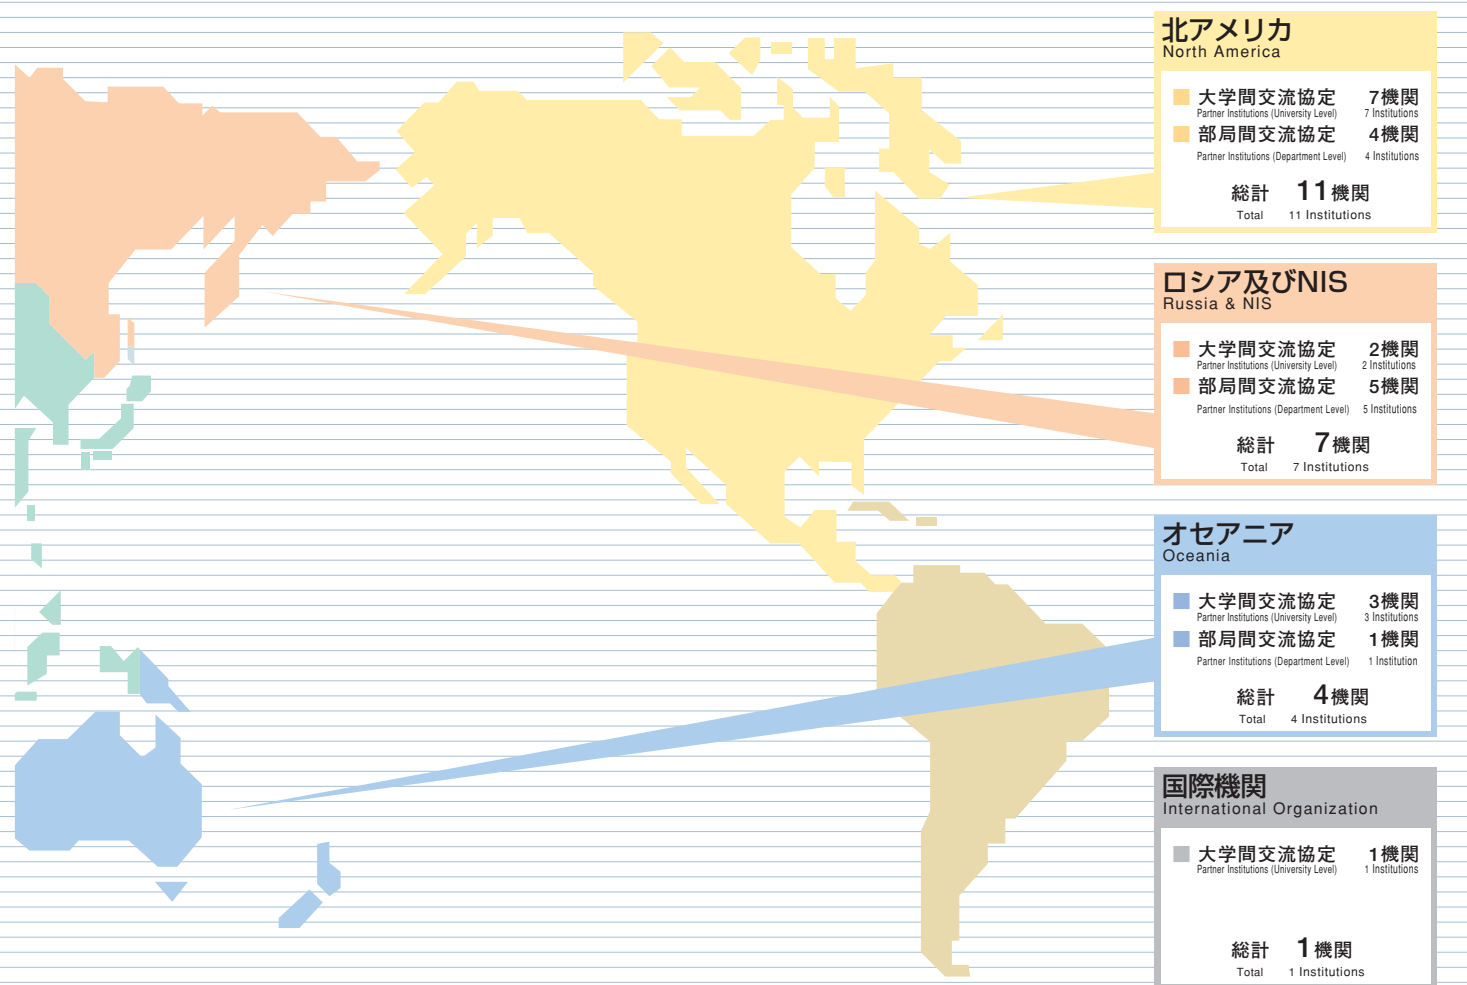 北アメリカ
North America
大学間交流協定 7機関
Partner Institutions (University Level) 7 Institutions
部局間交流協定 4機関
Partner Institutions (Department Level) 4 Institutions
総計 11機関
Total 11 Institutions
ロシア及びNIS
Russia & NIS
大学間交流協定 2機関
Partner Institutions (University Level) 2 Institutions
部局間交流協定 5機関
Partner Institutions (Department Level) 5 Institutions
総計 7機関
Total 7 Institutions
オセアニア
Oceania
大学間交流協定 3機関
Partner Institutions (University Level) 3 Institutions
部局間交流協定 1機関
Partner Institutions (Department Level) 1 Institution
総計 4機関
Total 4 Institutions
国際機関
International Organization
大学間交流協定 1機関
Partner Institutions (University Level) 1 Institutions
総計 1機関
Total 1 Institutions